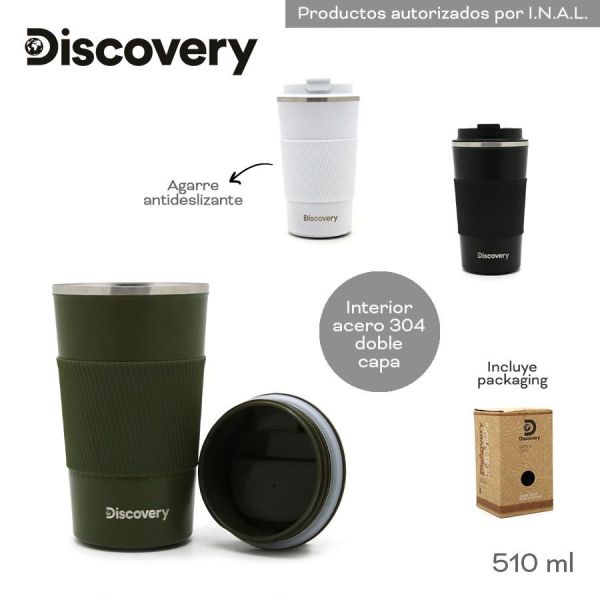 Productos autorizados por I.N.A.L.
Discovery
Agarre
antideslizante
Discovery
Discovery
Interior
acero 304
doble
capa
Incluye
packaging
Discovery
Discovery
Discovery
510 ml